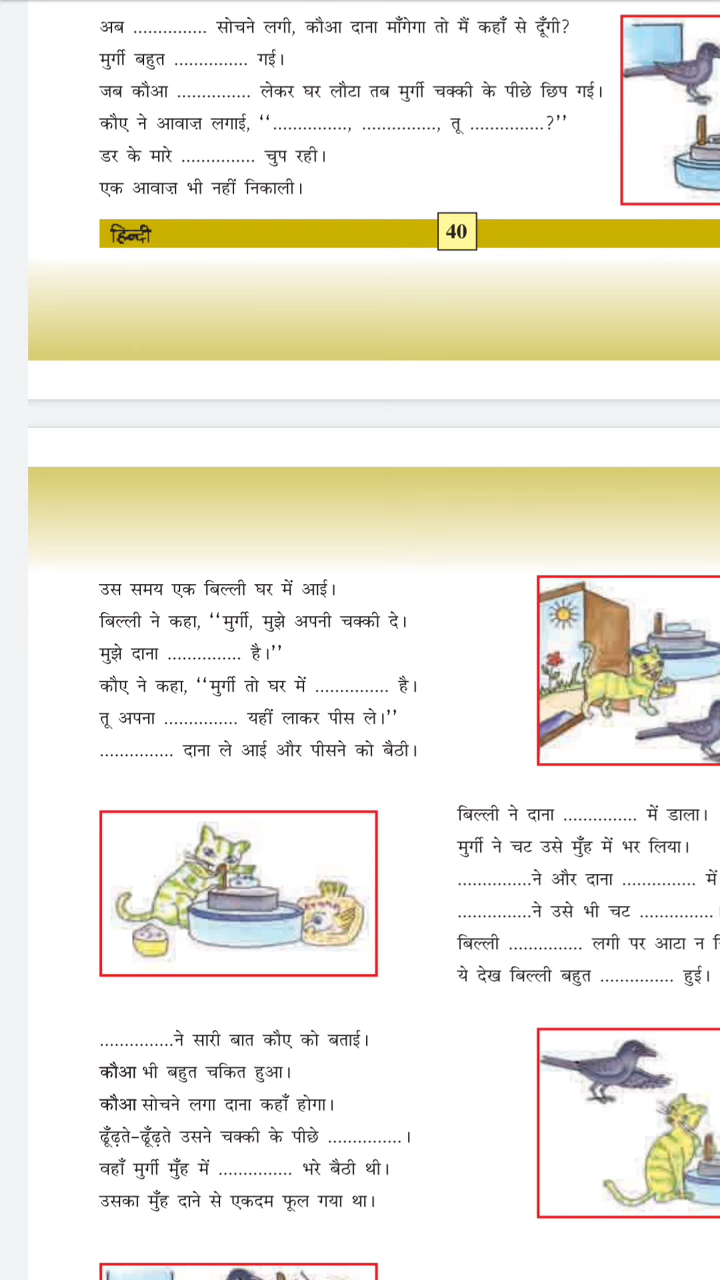 अब ............... सोचने लगी, कौआ दाना माँगेगा तो मैं कहाँ से दूँगी?
मुर्गी बहुत ............... गई।
जब कौआ ............... लेकर घर लौटा तब मुर्गी चक्की के पीछे छिप गई।
कौए ने आवाज़ लगाई, ‘‘..............., ..............., तू ...............?’’
डर के मारे ............... चुप रही।
एक आवाज़ भी नहीं निकाली।
हिन्दी
40
उस समय एक बिल्ली घर में आई।
बिल्ली ने कहा, ‘‘मुर्गी, मुझे अपनी चक्की दे।
मुझे दाना ............... है।’’
कौए ने कहा, ‘‘मुर्गी तो घर में ............... है।
तू अपना ............... यहीं लाकर पीस ले।’’
............... दाना ले आई और पीसने को बैठी।
बिल्ली ने दाना ............... में डाला।
मुर्गी ने चट उसे मुँह में भर लिया।
...............ने और दाना ............... में
...............ने उसे भी चट ...............
बिल्ली ............... लगी पर आटा न
ये देख बिल्ली बहुत ............... हुई।
...............ने सारी बात कौए को बताई।
कौआ भी बहुत चकित हुआ।
कौआ सोचने लगा दाना कहाँ होगा।
ढूँढ़ते-ढूँढ़ते उसने चक्की के पीछे ...............।
वहाँ मुर्गी मुँह में ............... भरे बैठी थी।
उसका मुँह दाने से एकदम फूल गया था।